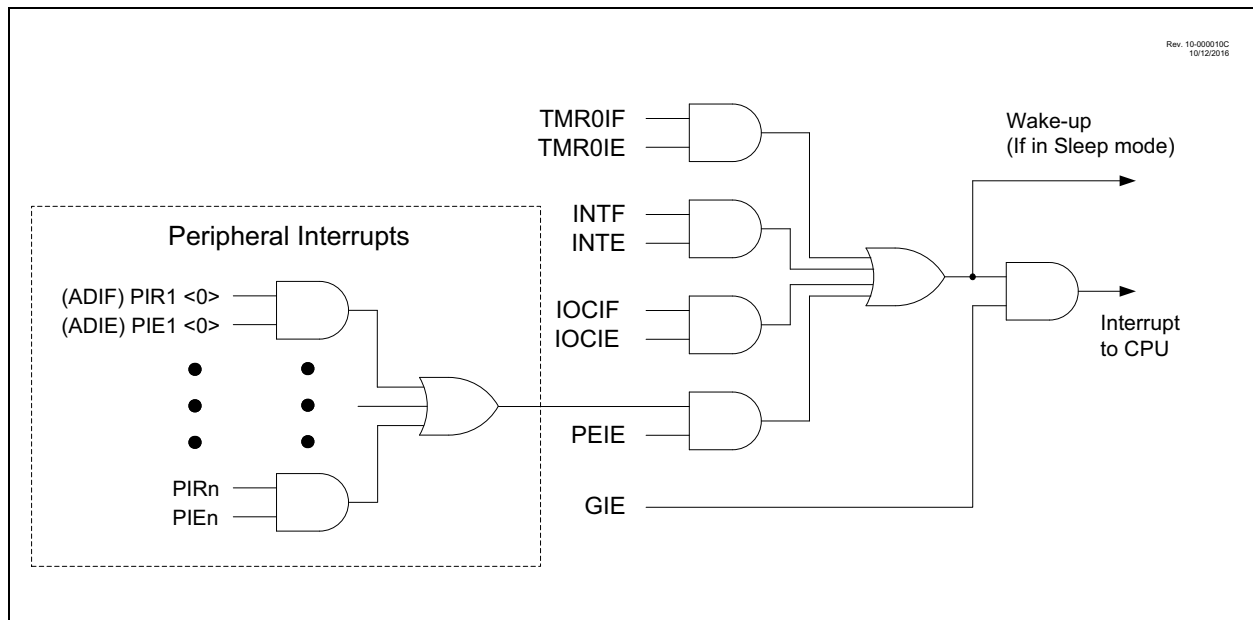 Rev. 10-000010C
10/12/2016
TMR0IF
TMR0IE
Wake-up
(If in Sleep mode)
INTF
INTE
Peripheral Interrupts
(ADIF) PIR1 <0>
(ADIE) PIE1 <0>
IOCIF
IOCIE
Interrupt
to CPU
PEIE
PIRn
PIEn
GIE